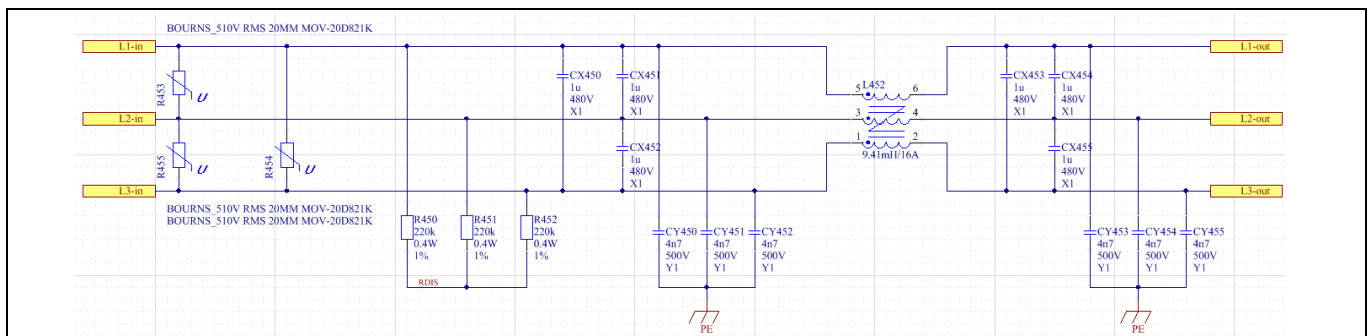 BOURNS_510V RMS 20MM MOV-20D821K
L1-in
L1-out
R453
U
CX450
1u
480V
X1
CX451
1u
480V
X1
5
L452
6
CX453
1u
480V
X1
CX454
1u
480V
X1
L2-in
3
4
L2-out
R455
U
R454
U
CX452
1u
480V
X1
1
2
9.41mH/16A
CX455
1u
480V
X1
L3-in
L3-out
BOURNS_510V RMS 20MM MOV-20D821K
BOURNS_510V RMS 20MM MOV-20D821K
R450
220k
0.4W
1%
R451
220k
0.4W
1%
R452
220k
0.4W
1%
CY450
4n7
500V
Y1
CY451
4n7
500V
Y1
CY452
4n7
500V
Y1
CY453
4n7
500V
Y1
CY454
4n7
500V
Y1
CY455
4n7
500V
Y1
RDIS
PE
PE